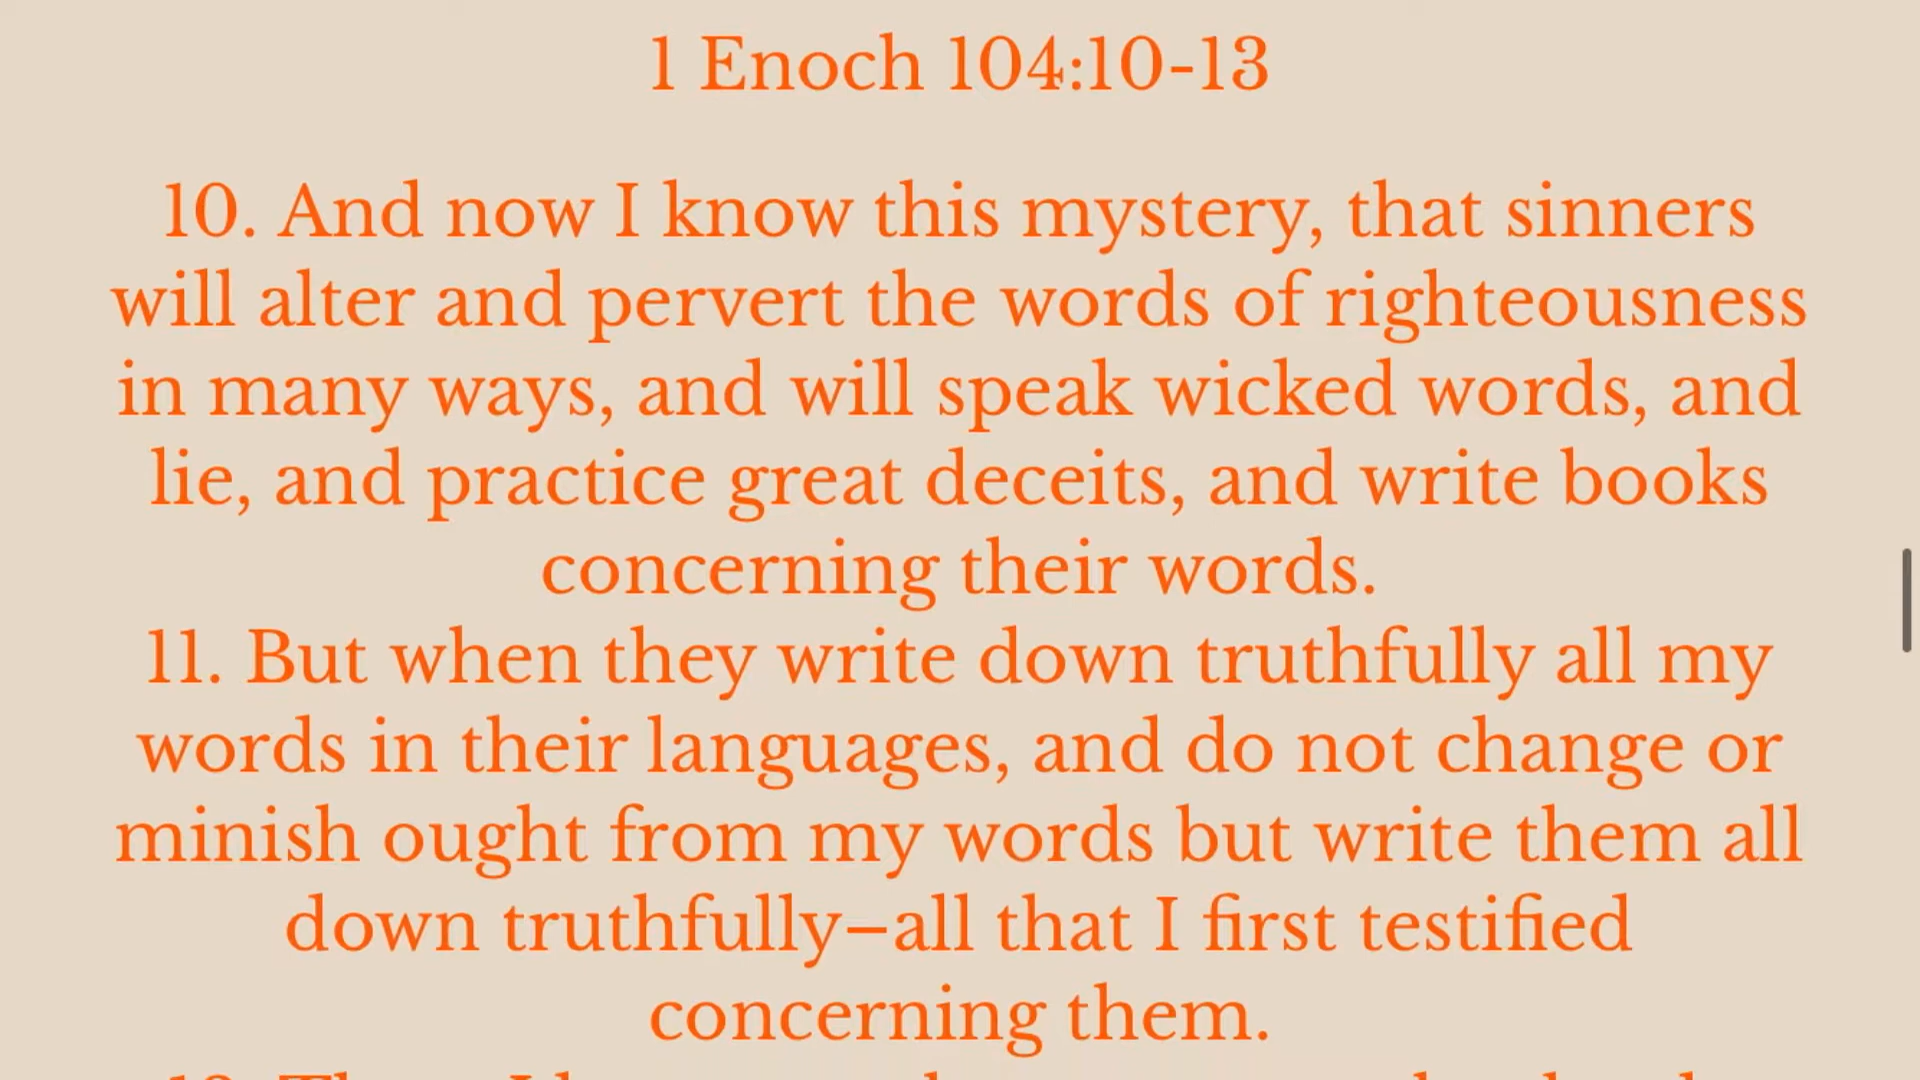 1 Enoch 104:10-13
10. And now I know this mystery, that sinners
will alter and pervert the words of righteousness
in many ways, and will speak wicked words, and
lie, and practice great deceits, and write books
concerning their words.
11. But when they write down truthfully all my
words in their languages, and do not change or
minish ought from my words but write them all
down truthfully–all that I first testified
concerning them.